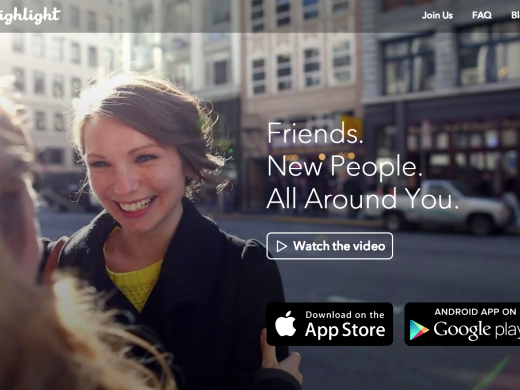 ighlight
Join Us FAQ Bl
Friends.
New People.
All Around You.
Watch the video
Download on the
App Store
ANDROID APP ON
Google play